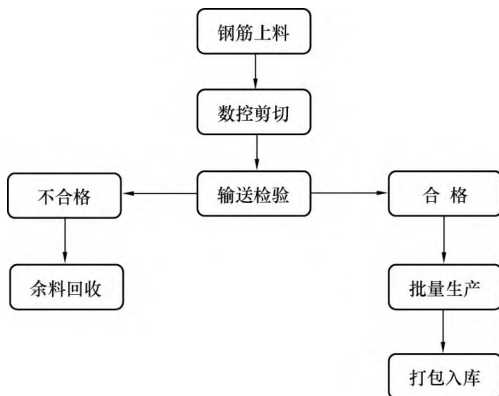 钢筋上料
数控剪切
不合格
输送检验
合 格
余料回收
批量生产
打包入库